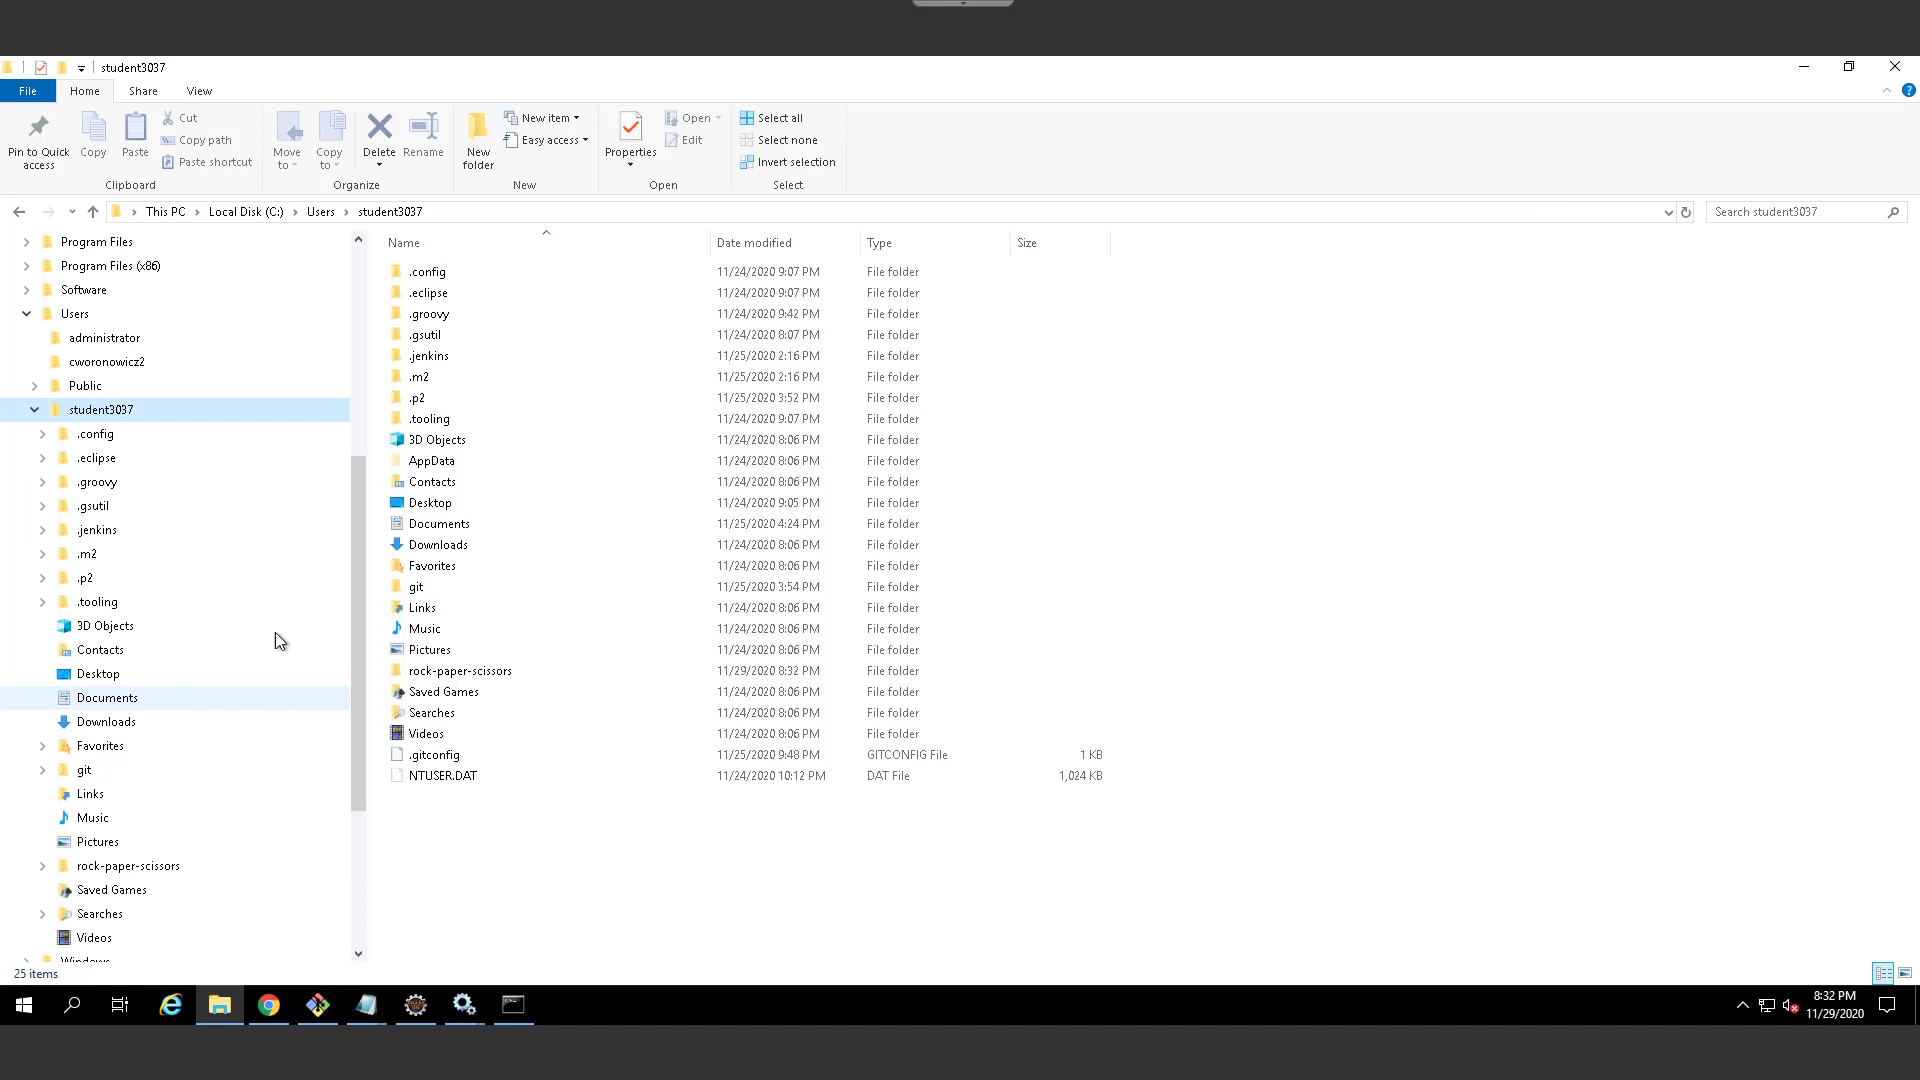 student3037
File
Home
Share
View
Pin to Quick access
Copy
Paste
Cut
Copy path
Paste shortcut
Clipboard
Move to
Copy to
Delete
Rename
Organize
New folder
New item
Easy access
New
Properties
Open
Edit
Open
Select all
Select none
Invert selection
Select
This PC > Local Disk (C:) > Users > student3037
Search student3037
Program Files
Program Files (x86)
Software
Users
administrator
cworonowicz2
Public
student3037
.config
.eclipse
.groovy
.gsutil
.jenkins
.m2
.p2
.tooling
3D Objects
Contacts
Desktop
Documents
Downloads
Favorites
git
Links
Music
Pictures
rock-paper-scissors
Saved Games
Searches
Videos
Windows
Name Date modified Type Size
.config 11/24/2020 9:07 PM File folder
.eclipse 11/24/2020 9:07 PM File folder
.groovy 11/24/2020 9:42 PM File folder
.gsutil 11/24/2020 8:07 PM File folder
.jenkins 11/25/2020 2:16 PM File folder
.m2 11/25/2020 2:16 PM File folder
.p2 11/25/2020 3:52 PM File folder
.tooling 11/24/2020 9:07 PM File folder
3D Objects 11/24/2020 8:06 PM File folder
AppData 11/24/2020 8:06 PM File folder
Contacts 11/24/2020 8:06 PM File folder
Desktop 11/24/2020 9:05 PM File folder
Documents 11/25/2020 4:24 PM File folder
Downloads 11/24/2020 8:06 PM File folder
Favorites 11/24/2020 8:06 PM File folder
git 11/25/2020 3:54 PM File folder
Links 11/24/2020 8:06 PM File folder
Music 11/24/2020 8:06 PM File folder
Pictures 11/24/2020 8:06 PM File folder
rock-paper-scissors 11/29/2020 8:32 PM File folder
Saved Games 11/24/2020 8:06 PM File folder
Searches 11/24/2020 8:06 PM File folder
Videos 11/24/2020 8:06 PM File folder
.gitconfig 11/25/2020 9:48 PM GITCONFIG File 1 KB
NTUSER.DAT 11/24/2020 10:12 PM DAT File 1,024 KB
25 items
8:32 PM
11/29/2020